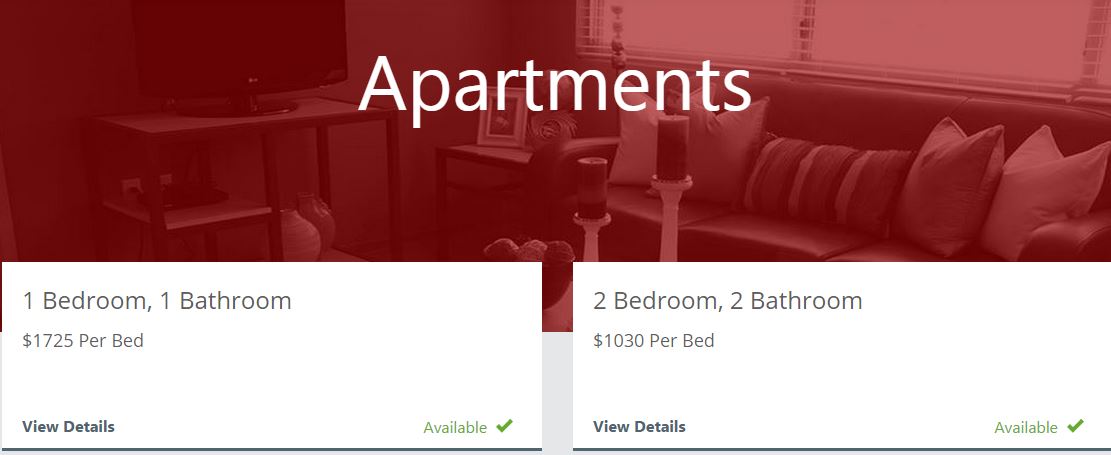 Apartments
1 Bedroom, 1 Bathroom
$1725 Per Bed
View Details
Available
2 Bedroom, 2 Bathroom
$1030 Per Bed
View Details
Available